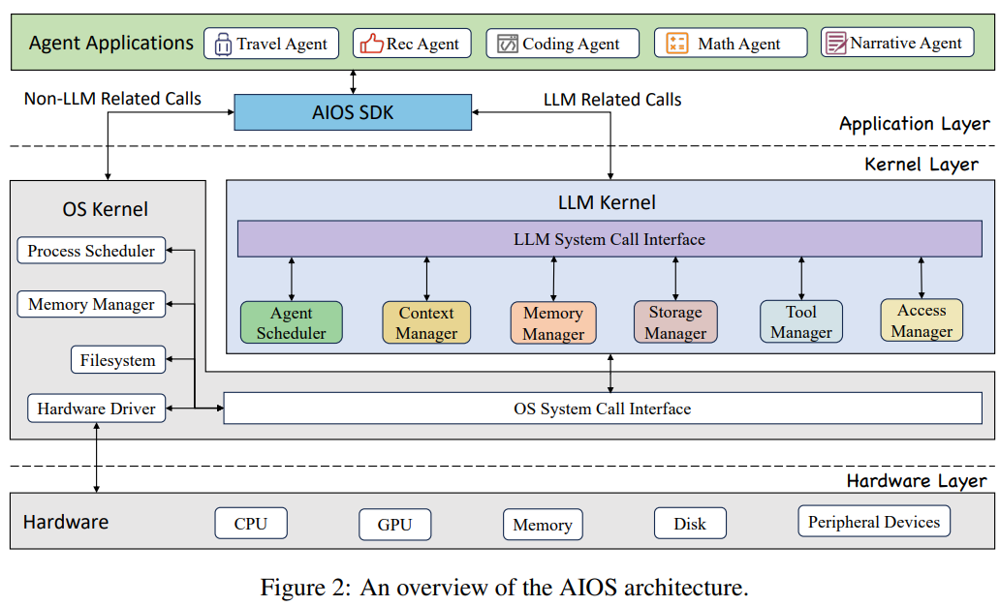 Agent Applications
Travel Agent
Rec Agent
Coding Agent
Math Agent
Narrative Agent
Non-LLM Related Calls
AIOS SDK
LLM Related Calls
Application Layer
Kernel Layer
OS Kernel
Process Scheduler
Memory Manager
Filesystem
Hardware Driver
LLM Kernel
LLM System Call Interface
Agent
Scheduler
Context
Manager
Memory
Manager
Storage
Manager
Tool
Manager
Access
Manager
OS System Call Interface
Hardware Layer
Hardware
CPU
GPU
Memory
Disk
Peripheral Devices
Figure 2: An overview of the AIOS architecture.